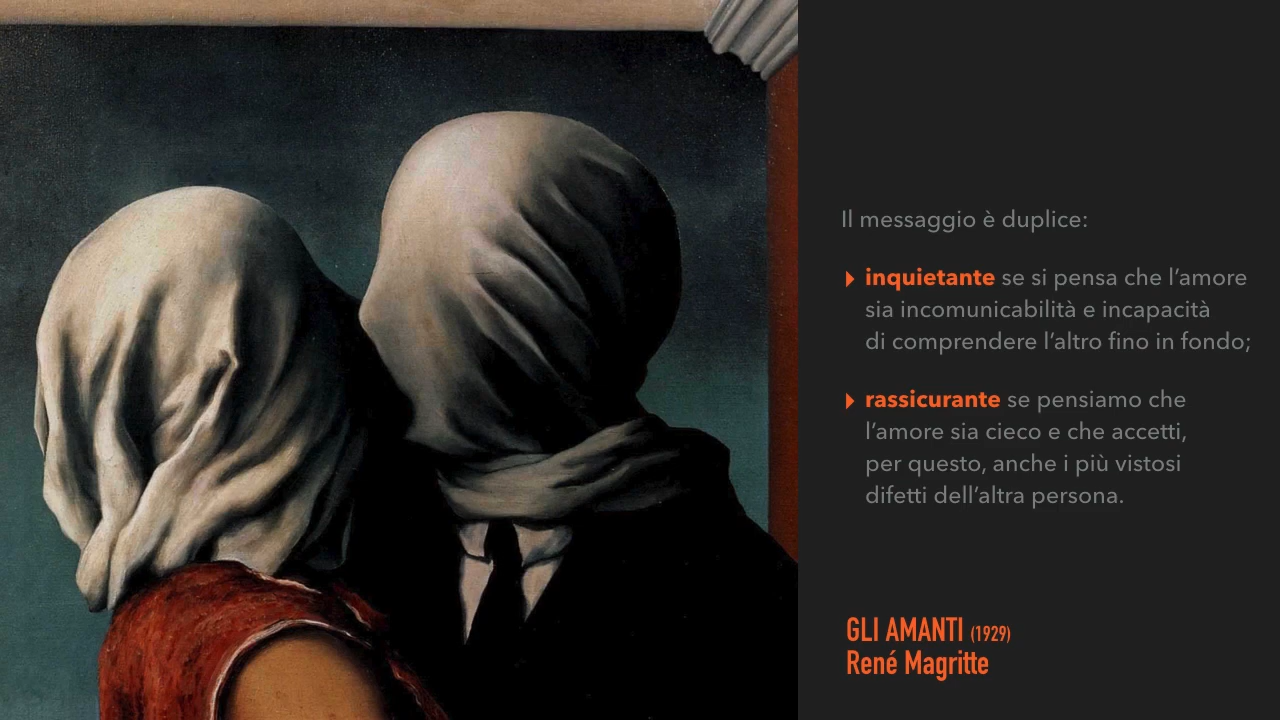 Il messaggio è duplice:
▸ inquietante se si pensa che l’amore
sia incomunicabilità e incapacità
di comprendere l’altro fino in fondo;
▸ rassicurante se pensiamo che
l’amore sia cieco e che accetti,
per questo, anche i più vistosi
difetti dell’altra persona.
GLI AMANTI (1929)
René Magritte